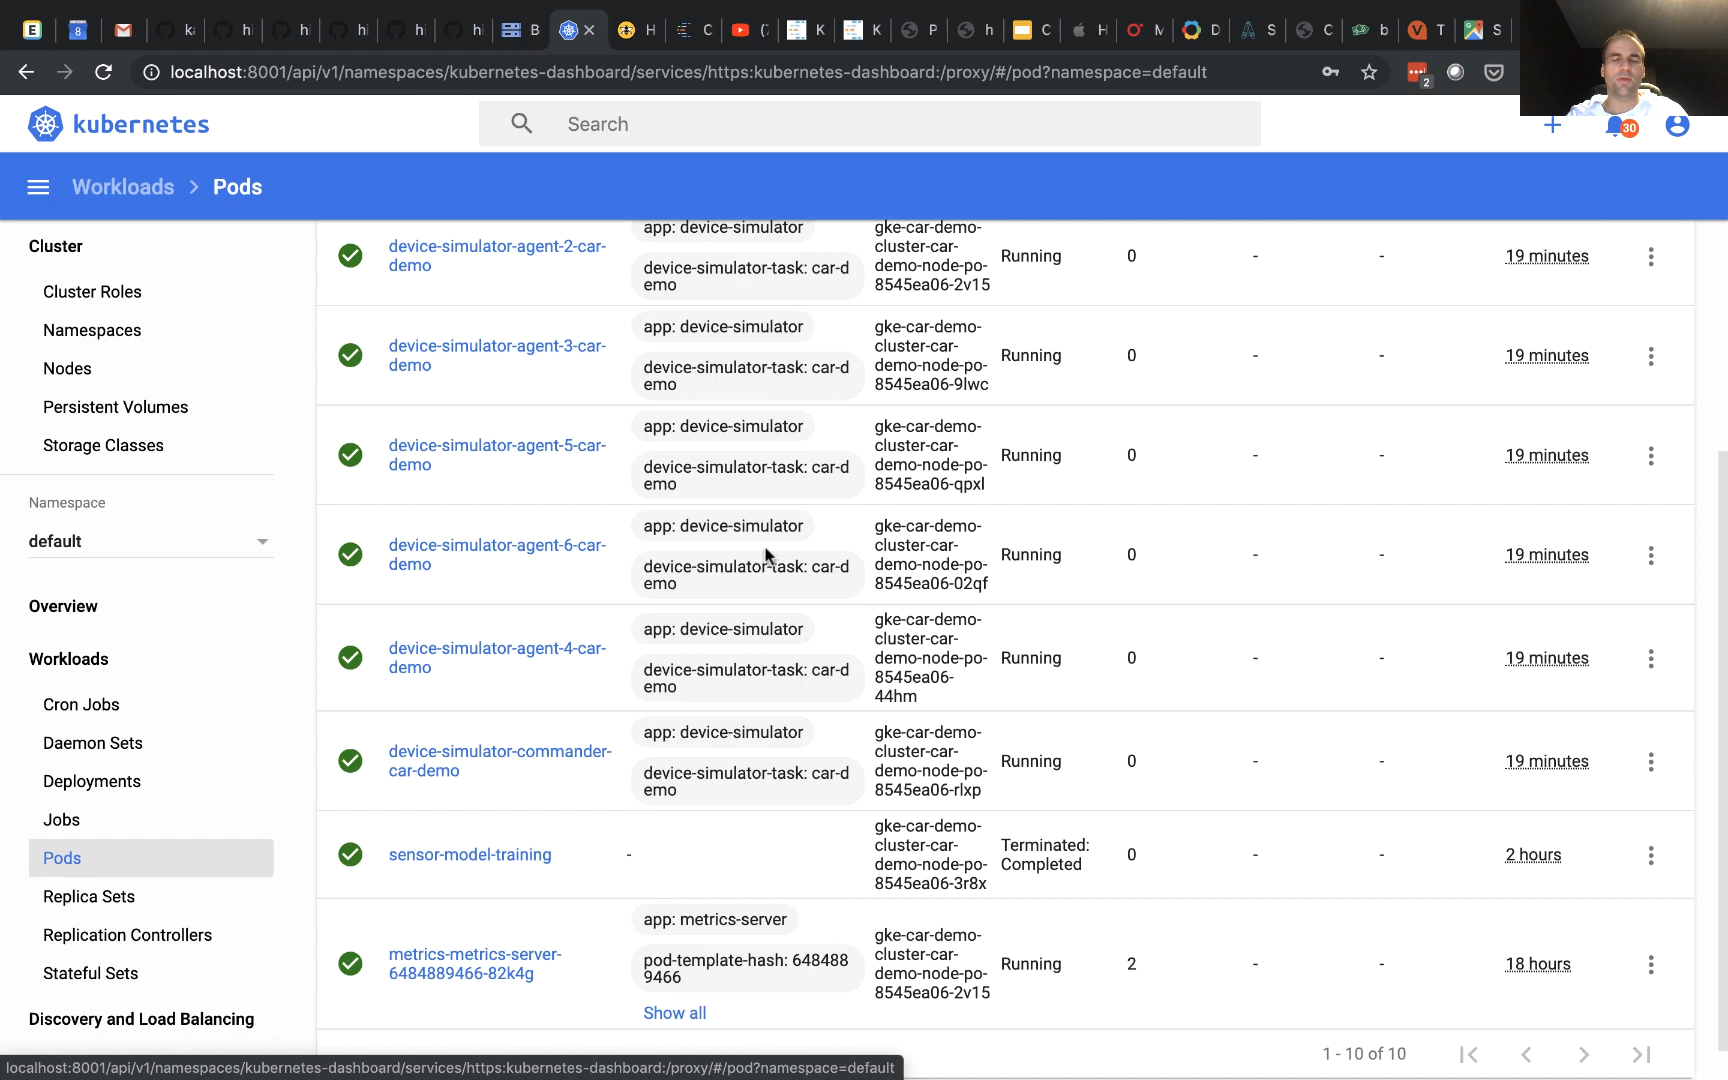 E
8
k
h
h
h
h
h
B
H
C
(
K
K
P
h
C
H
M
D
S
C
b
T
S
localhost:8001/api/v1/namespaces/kubernetes-dashboard/services/https:kubernetes-dashboard:/proxy/#/pod?namespace=default
2
kubernetes
Search
30
Workloads > Pods
Cluster
Cluster Roles
Namespaces
Nodes
Persistent Volumes
Storage Classes
Namespace
default
Overview
Workloads
Cron Jobs
Daemon Sets
Deployments
Jobs
Pods
Replica Sets
Replication Controllers
Stateful Sets
Discovery and Load Balancing
device-simulator-agent-2-car-
demo
app: device-simulator
device-simulator-task: car-d
emo
gke-car-demo-
cluster-car-
demo-node-po-
8545ea06-2v15
Running
0
-
-
19 minutes
device-simulator-agent-3-car-
demo
app: device-simulator
device-simulator-task: car-d
emo
gke-car-demo-
cluster-car-
demo-node-po-
8545ea06-9lwc
Running
0
-
-
19 minutes
device-simulator-agent-5-car-
demo
app: device-simulator
device-simulator-task: car-d
emo
gke-car-demo-
cluster-car-
demo-node-po-
8545ea06-qpxl
Running
0
-
-
19 minutes
device-simulator-agent-6-car-
demo
app: device-simulator
device-simulator-task: car-d
emo
gke-car-demo-
cluster-car-
demo-node-po-
8545ea06-02qf
Running
0
-
-
19 minutes
device-simulator-agent-4-car-
demo
app: device-simulator
device-simulator-task: car-d
emo
gke-car-demo-
cluster-car-
demo-node-po-
8545ea06-
44hm
Running
0
-
-
19 minutes
device-simulator-commander-
car-demo
app: device-simulator
device-simulator-task: car-d
emo
gke-car-demo-
cluster-car-
demo-node-po-
8545ea06-rlxp
Running
0
-
-
19 minutes
sensor-model-training
-
gke-car-demo-
cluster-car-
demo-node-po-
8545ea06-3r8x
Terminated:
Completed
0
-
-
2 hours
metrics-metrics-server-
6484889466-82k4g
app: metrics-server
pod-template-hash: 648488
9466
Show all
gke-car-demo-
cluster-car-
demo-node-po-
8545ea06-2v15
Running
2
-
-
18 hours
1 - 10 of 10
localhost:8001/api/v1/namespaces/kubernetes-dashboard/services/https:kubernetes-dashboard:/proxy/#/pod?namespace=default